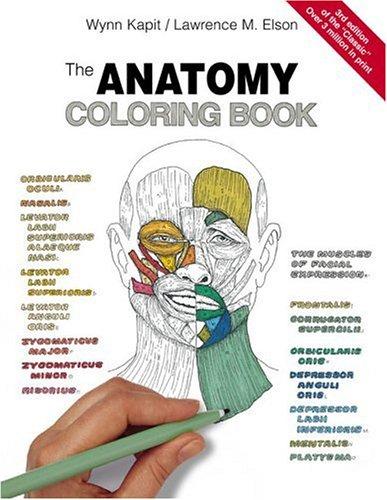 Wynn Kapit / Lawrence M. Elson
3rd edition
of the "Classic"
Over 3 million in print
The ANATOMY
COLORING BOOK
ORBICULARIS
OCULI.
NASALIS.
LEVATOR
LABII
SUPERIORIS
ALAEQUE
NASI.
LEVATOR
LABII
SUPERIORIS.
LEVATOR
ANGULI
ORIS.
ZYGOMATICUS
MAJOR.
ZYGOMATICUS
MINOR.
RISORIUS.
THE MUSCLES
OF FACIAL
EXPRESSION.
FRONTALIS.
CORRUGATOR
SUPERCILII.
ORBICULARIS
ORIS.
DEPRESSOR
ANGULI
ORIS.
DEPRESSOR
LABII
INFERIORIS.
MENTALIS.
PLATYSMA.